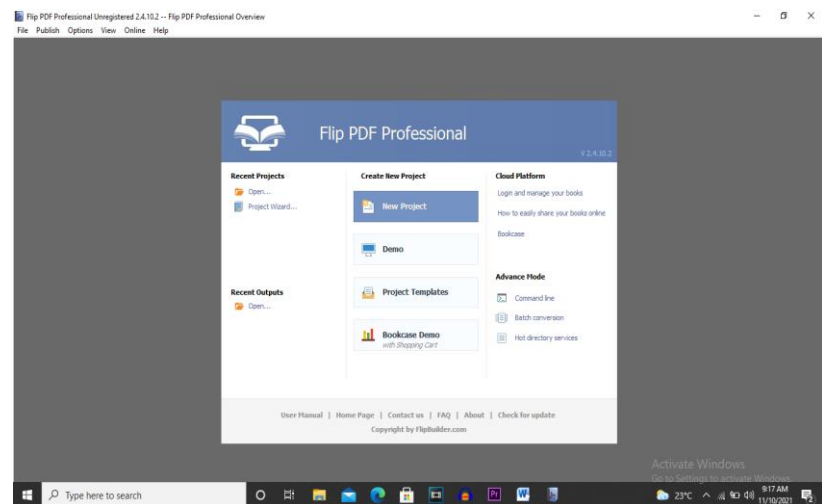 Flip PDF Professional Unregistered 2.4.10.2 -- Flip PDF Professional Overview
File Publish Options View Online Help
Flip PDF Professional
V 2.4.10.2
Recent Projects
Open...
Project Wizard...
Recent Outputs
Open...
Create New Project
New Project
Demo
Project Templates
Bookcase Demo
with Shopping Cart
Cloud Platform
Login and manage your books
How to easily share your books online
Bookcase
Advance Mode
Command line
Batch conversion
Hot directory services
User Manual | Home Page | Contact us | FAQ | About | Check for update
Copyright by FlipBuilder.com
Activate Windows
Go to Settings to activate Windows.
Type here to search
Pr
W
23°C
9:17 AM
11/10/2021
2